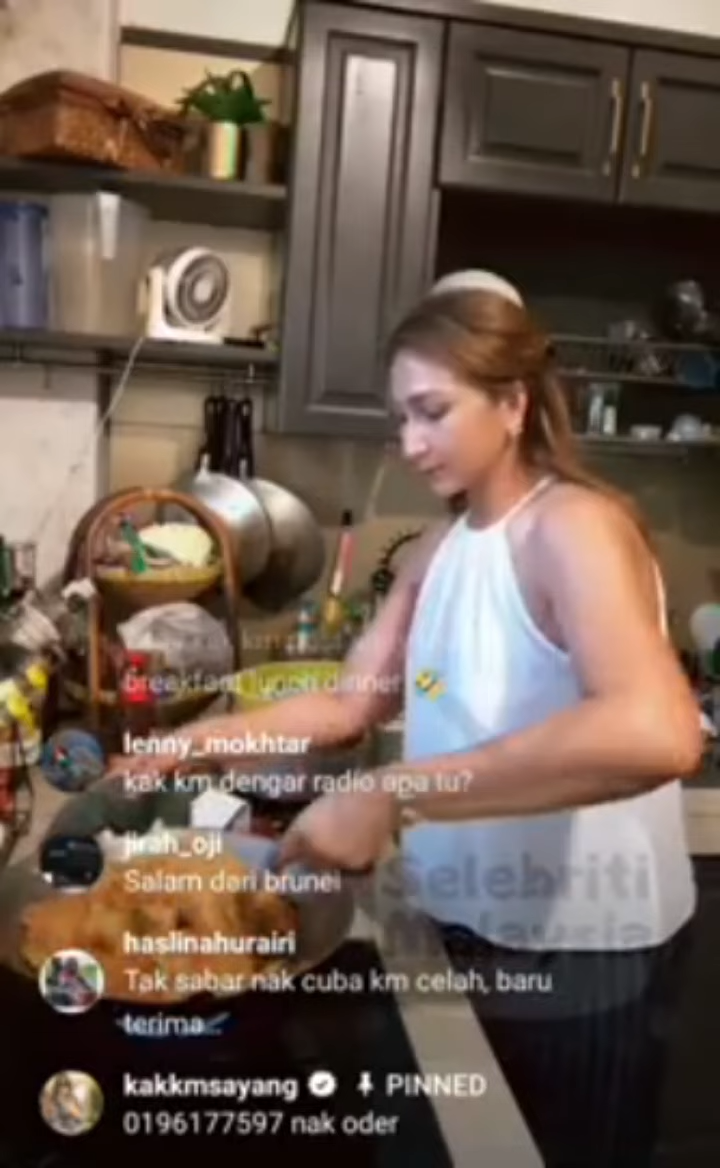 breakfast lunch dinner 🤣
lenny_mokhtar
kak km dengar radio apa tu?
jirah_oji
Salam dari brunei
Selebriti
Malaysia
haslinahurairi
Tak sabar nak cuba km celah, baru
terima...
kakkmsayang PINNED
0196177597 nak oder